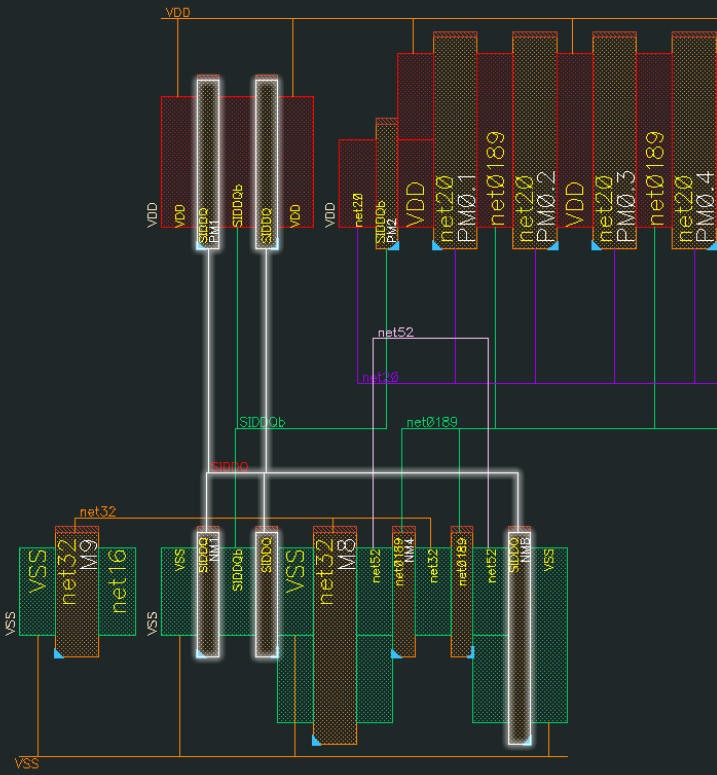 VDD
VDD
VDD
SIDDQ
PM1
SIDDQb
SIDDQ
VDD
VDD
net20
SIDDQb
PM2
VDD
net20
PM0.1
net0189
net20
PM0.2
VDD
net20
PM0.3
net0189
net20
PM0.4
net52
net20
SIDDQb
net0189
SIDDQ
net32
VSS
VSS
net32
M9
net16
VSS
VSS
SIDDQ
NM1
SIDDQb
SIDDQ
VSS
net32
M8
net52
net0189
NM4
net32
net0189
net52
SIDDQ
VSS
VSS